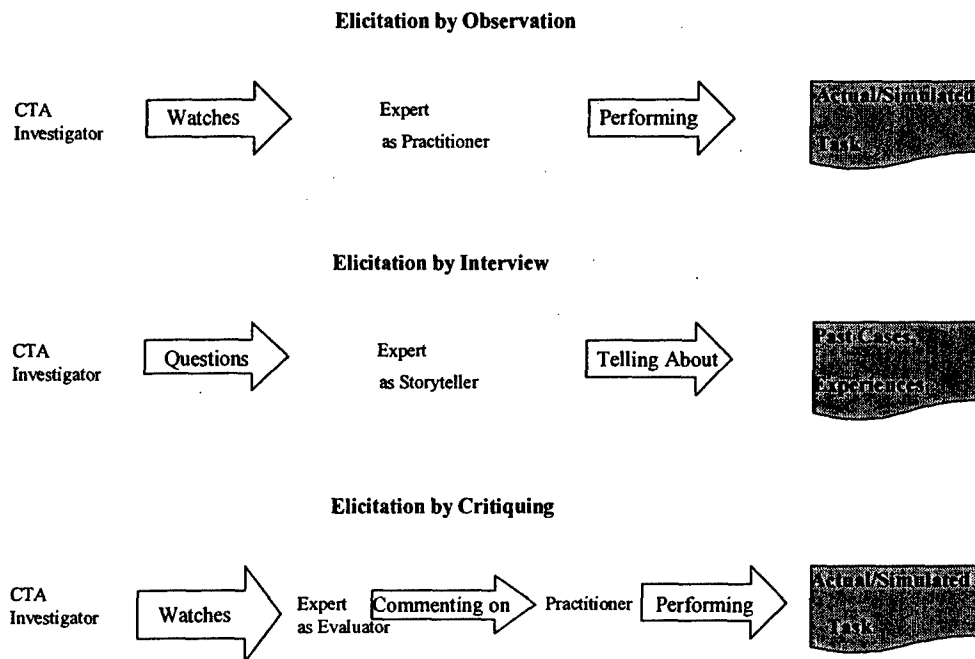 Elicitation by Observation
CTA
Investigator
Watches
Expert
as Practitioner
Performing
Actual/Simulated
Task
Elicitation by Interview
CTA
Investigator
Questions
Expert
as Storyteller
Telling About
Past Cases,
Experiences
Elicitation by Critiquing
CTA
Investigator
Watches
Expert
as Evaluator
Commenting on
Practitioner
Performing
Actual/Simulated
Task